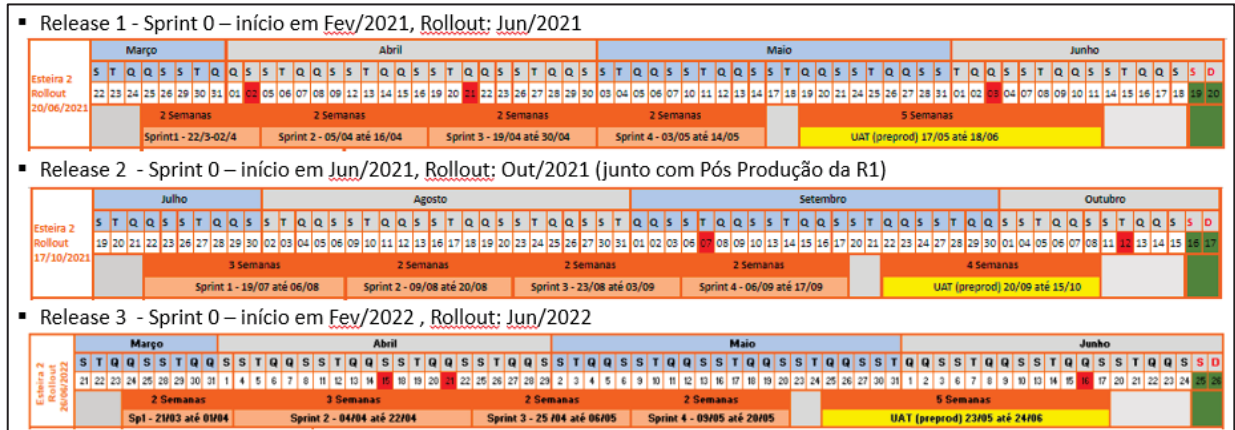 ▪ Release 1 - Sprint 0 – início em Fev/2021, Rollout: Jun/2021
Março Abril Maio Junho
S T Q Q S S T Q Q S S T Q Q S S T Q Q S S T Q Q S S T Q Q S S T Q Q S S T Q Q S S T Q Q S S T Q Q S S T Q Q S S T Q Q S S T Q Q S S D
Esteira 2
Rollout
20/06/2021
22 23 24 25 26 29 30 31 01 02 05 06 07 08 09 12 13 14 15 16 19 20 21 22 23 26 27 28 29 30 03 04 05 06 07 10 11 12 13 14 17 18 19 20 21 24 25 26 27 28 31 01 02 03 04 07 08 09 10 11 14 15 16 17 18 19 20
2 Semanas 2 Semanas 2 Semanas 2 Semanas 5 Semanas
Sprint1 - 22/3-02/4 Sprint 2 - 05/04 até 16/04 Sprint 3 - 19/04 até 30/04 Sprint 4 - 03/05 até 14/05 UAT (preprod) 17/05 até 18/06
▪ Release 2 - Sprint 0 – início em Jun/2021, Rollout: Out/2021 (junto com Pós Produção da R1)
Julho Agosto Setembro Outubro
S T Q Q S S T Q Q S S T Q Q S S T Q Q S S T Q Q S S T Q Q S S T Q Q S S T Q Q S S T Q Q S S T Q Q S S T Q Q S S T Q Q S S T Q Q S S D
Esteira 2
Rollout
17/10/2021
19 20 21 22 23 26 27 28 29 30 02 03 04 05 06 09 10 11 12 13 16 17 18 19 20 23 24 25 26 27 30 31 01 02 03 06 07 08 09 10 13 14 15 16 17 20 21 22 23 24 27 28 29 30 01 04 05 06 07 08 11 12 13 14 15 16 17
3 Semanas 2 Semanas 2 Semanas 2 Semanas 4 Semanas
Sprint 1 - 19/07 até 06/08 Sprint 2 - 09/08 até 20/08 Sprint 3 - 23/08 até 03/09 Sprint 4 - 06/09 até 17/09 UAT (preprod) 20/09 até 15/10
▪ Release 3 - Sprint 0 – início em Fev/2022 , Rollout: Jun/2022
Março Abril Maio Junho
S T Q Q S S T Q Q S S T Q Q S S T Q Q S S T Q Q S S T Q Q S S T Q Q S S T Q Q S S T Q Q S S T Q Q S S T Q Q S S T Q Q S S T Q Q S S T Q Q S S D
Esteira 2
Rollout
26/06/2022
21 22 23 24 25 28 29 30 31 1 4 5 6 7 8 11 12 13 14 15 18 19 20 21 22 25 26 27 28 29 2 3 4 5 6 9 10 11 12 13 16 17 18 19 20 23 24 25 26 27 30 31 1 2 3 6 7 8 9 10 13 14 15 16 17 20 21 22 23 24 25 26
2 Semanas 3 Semanas 2 Semanas 2 Semanas 5 Semanas
Sp1 - 21/03 até 01/04 Sprint 2 - 04/04 até 22/04 Sprint 3 - 25 /04 até 06/05 Sprint 4 - 09/05 até 20/05 UAT (preprod) 23/05 até 24/06